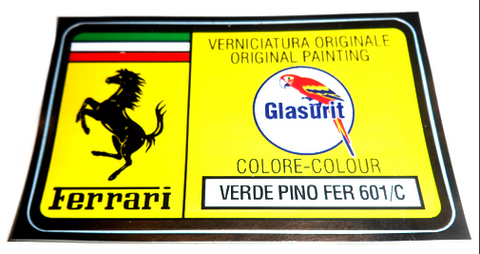 VERNICIATURA ORIGINALE
ORIGINAL PAINTING
Glasurit
COLORE-COLOUR
VERDE PINO FER 601/C
Ferrari